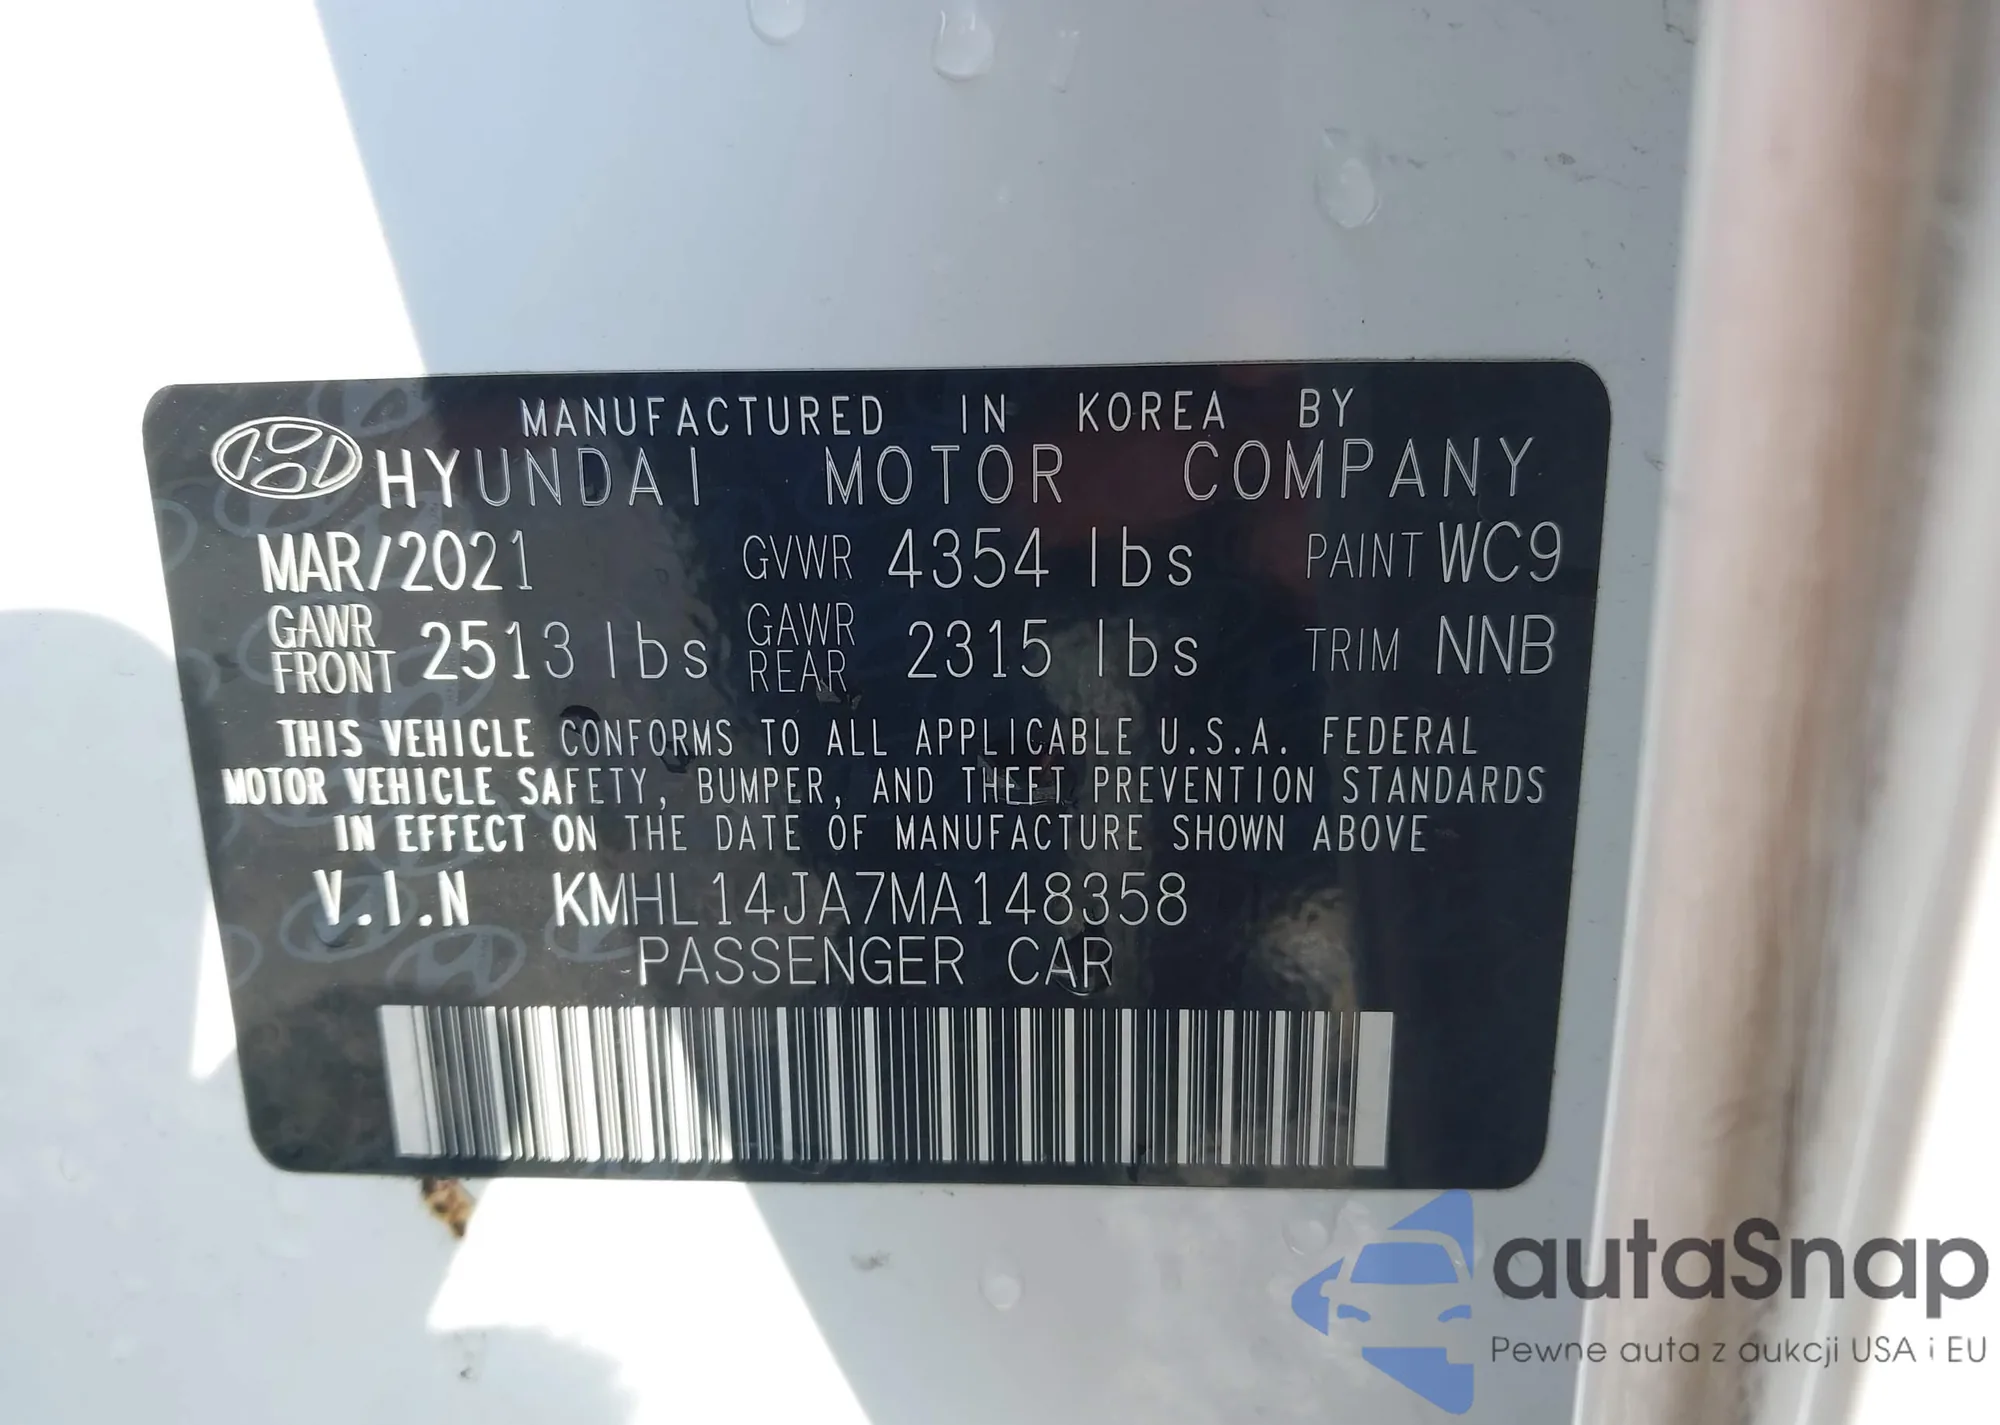 MANUFACTURED IN KOREA BY
HYUNDAI MOTOR COMPANY
MAR/2021 GVWR 4354 lbs PAINT WC9
GAWR FRONT 2513 lbs GAWR REAR 2315 lbs TRIM NNB
THIS VEHICLE CONFORMS TO ALL APPLICABLE U.S.A. FEDERAL
MOTOR VEHICLE SAFETY, BUMPER, AND THEFT PREVENTION STANDARDS
IN EFFECT ON THE DATE OF MANUFACTURE SHOWN ABOVE
V.I.N KMHL14JA7MA148358
PASSENGER CAR
autaSnap
Pewne auta z aukcji USA i EU